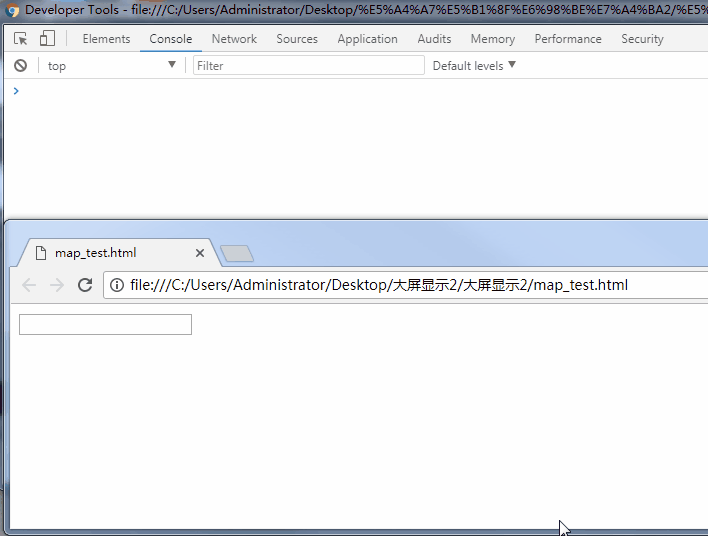 Developer Tools - file:///C:/Users/Administrator/Desktop/%E5%A4%A7%E5%B1%8F%E6%98%BE%E7%A4%BA2/%E5%
Elements Console Network Sources Application Audits Memory Performance Security
top Filter Default levels
map_test.html
file:///C:/Users/Administrator/Desktop/大屏显示2/大屏显示2/map_test.html